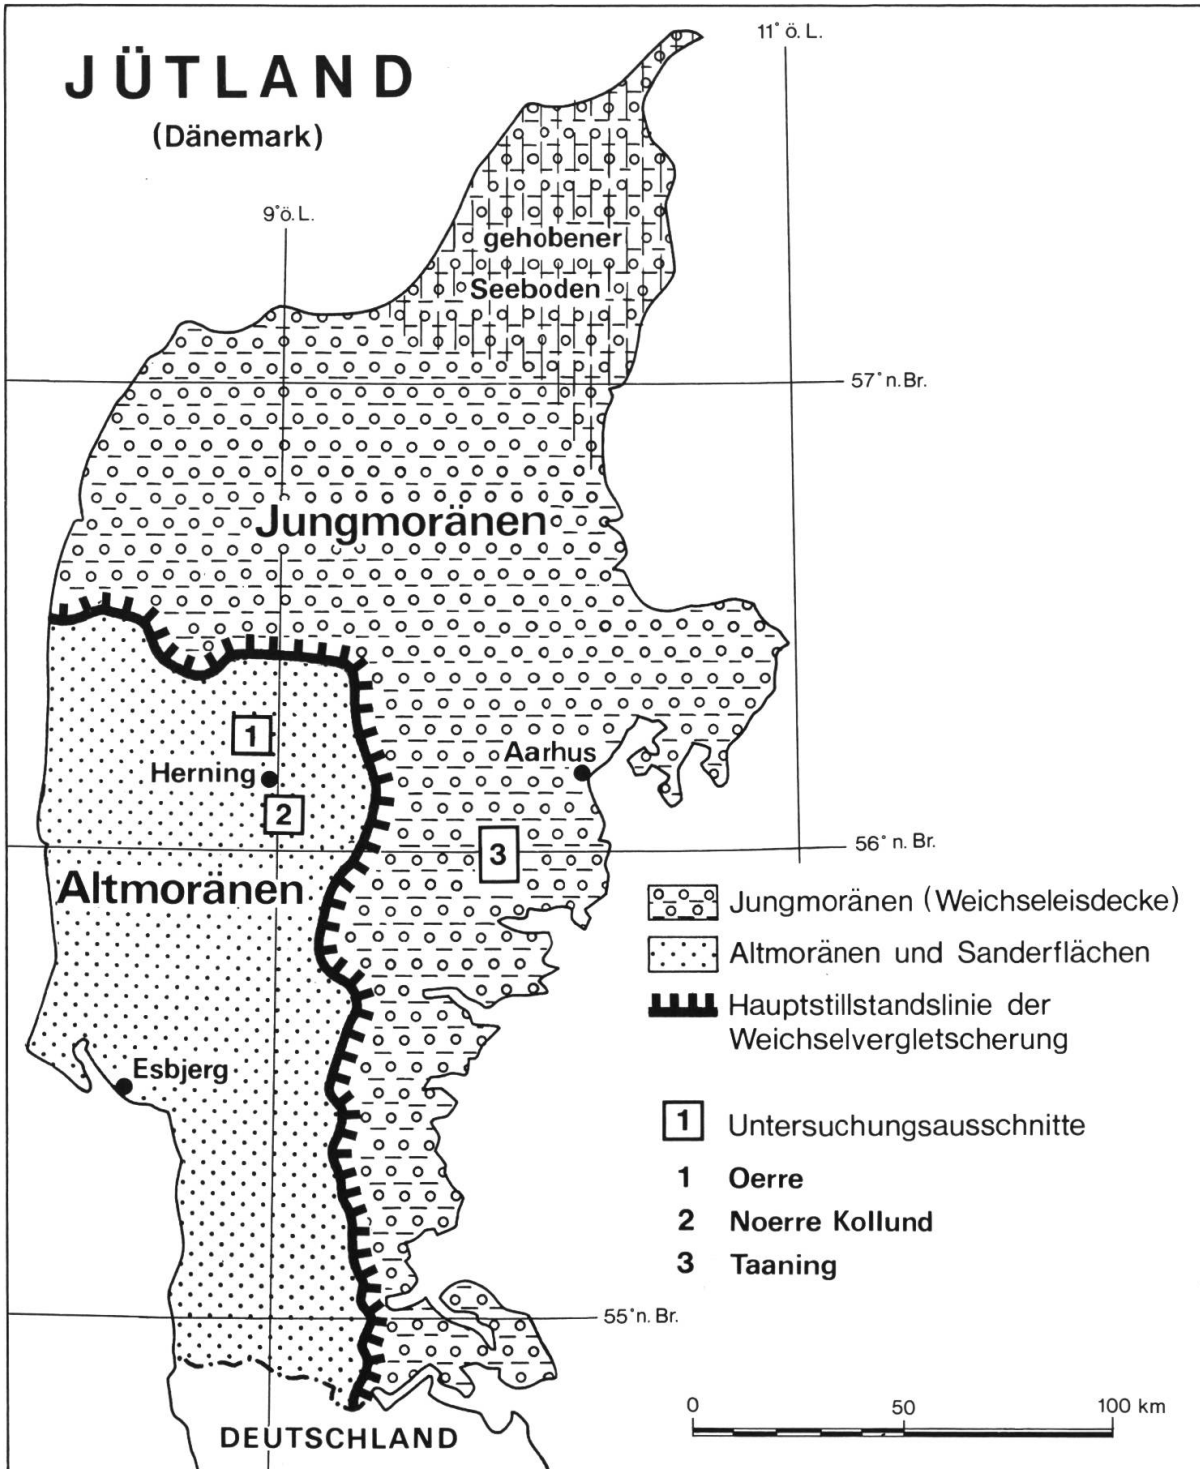 JÜTLAND
(Dänemark)
11° ö. L.
9° ö. L.
gehobener
Seeboden
57° n. Br.
Jungmoränen
1
Herning
2
Aarhus
3
56° n. Br.
Altmoränen
Esbjerg
55° n. Br.
DEUTSCHLAND
Jungmoränen (Weichseleisdecke)
Altmoränen und Sanderflächen
Hauptstillstandslinie der
Weichselvergletscherung
1 Untersuchungsausschnitte
1 Oerre
2 Noerre Kollund
3 Taaning
0 50 100 km